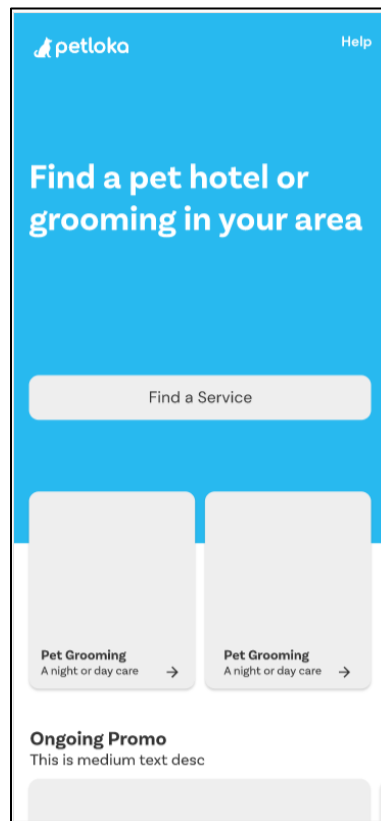 petloka
Help
Find a pet hotel or
grooming in your area
Find a Service
Pet Grooming
A night or day care
Pet Grooming
A night or day care
Ongoing Promo
This is medium text desc